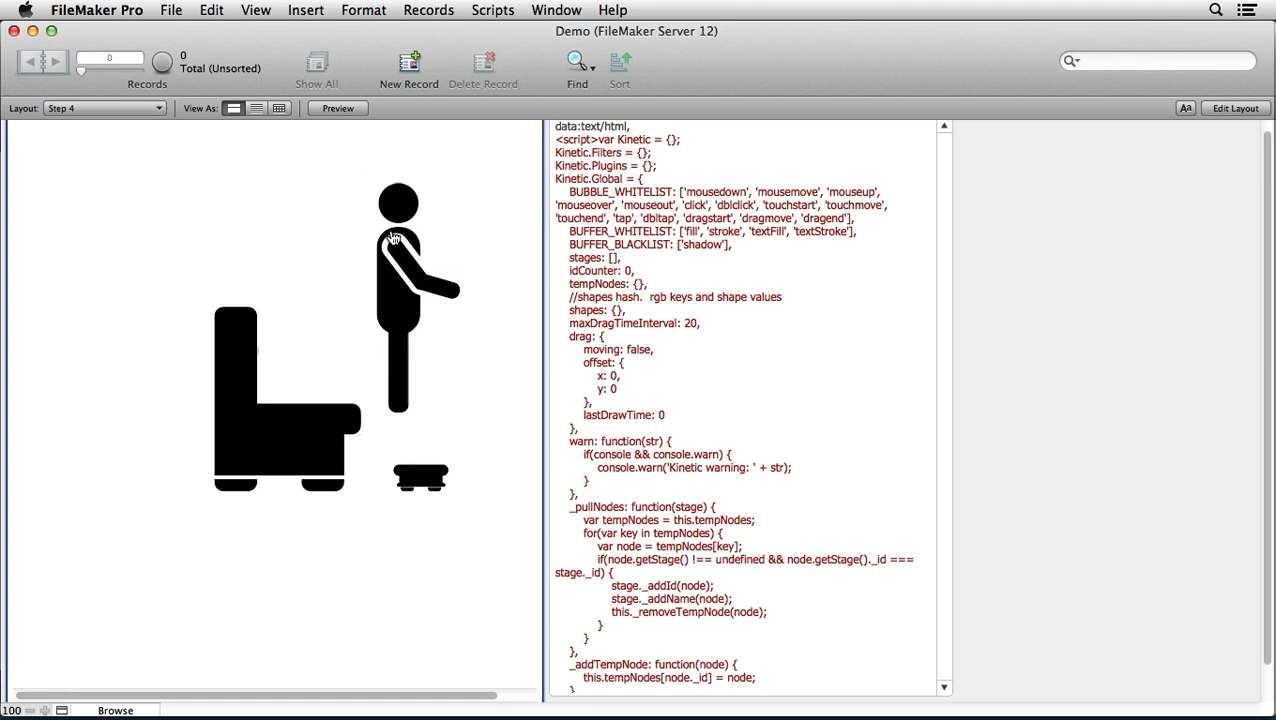 FileMaker Pro File Edit View Insert Format Records Scripts Window Help
Demo (FileMaker Server 12)
0
0
Total (Unsorted)
Records
Show All
New Record
Delete Record
Find
Sort
Layout: Step 4
View As:
Preview
Aa
Edit Layout
data:text/html,
<script>var Kinetic = {};
Kinetic.Filters = {};
Kinetic.Plugins = {};
Kinetic.Global = {
BUBBLE_WHITELIST: ['mousedown', 'mousemove', 'mouseup',
'mouseover', 'mouseout', 'click', 'dblclick', 'touchstart', 'touchmove',
'touchend', 'tap', 'dbltap', 'dragstart', 'dragmove', 'dragend'],
BUFFER_WHITELIST: ['fill', 'stroke', 'textFill', 'textStroke'],
BUFFER_BLACKLIST: ['shadow'],
stages: [],
idCounter: 0,
tempNodes: {},
//shapes hash. rgb keys and shape values
shapes: {},
maxDragTimeInterval: 20,
drag: {
moving: false,
offset: {
x: 0,
y: 0
},
lastDrawTime: 0
},
warn: function(str) {
if(console && console.warn) {
console.warn('Kinetic warning: ' + str);
}
},
_pullNodes: function(stage) {
var tempNodes = this.tempNodes;
for(var key in tempNodes) {
var node = tempNodes[key];
if(node.getStage() !== undefined && node.getStage()._id ===
stage._id) {
stage._addId(node);
stage._addName(node);
this._removeTempNode(node);
}
}
},
_addTempNode: function(node) {
this.tempNodes[node._id] = node;
}
100
Browse